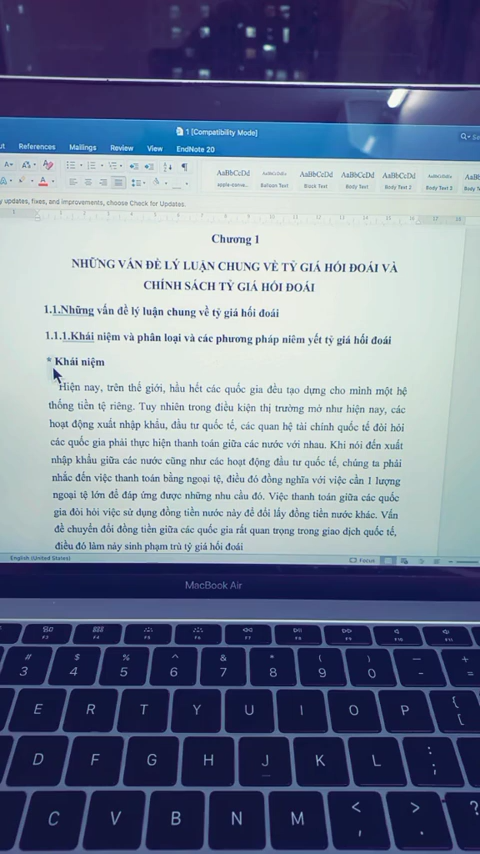 1 [Compatibility Mode]
References Mailings Review View EndNote 20
AaBbCcDd AaBbCcDdEe AaBbCcDd AaBbCcDd AaBbCcDd AaBbCcDdEe
Balloon Text Block Text Body Text Body Text 2 Body Text 3
updates, fixes, and improvements, choose Check for Updates.
Chương 1
NHỮNG VẤN ĐỀ LÝ LUẬN CHUNG VỀ TỶ GIÁ HỐI ĐOÁI VÀ
CHÍNH SÁCH TỶ GIÁ HỐI ĐOÁI
1.1.Những vấn đề lý luận chung về tỷ giá hối đoái
1.1.1.Khái niệm và phân loại và các phương pháp niêm yết tỷ giá hối đoái
* Khái niệm
Hiện nay, trên thế giới, hầu hết các quốc gia đều tạo dựng cho mình một hệ
thống tiền tệ riêng. Tuy nhiên trong điều kiện thị trường mở như hiện nay, các
hoạt động xuất nhập khẩu, đầu tư quốc tế, các quan hệ tài chính quốc tế đòi hỏi
các quốc gia phải thực hiện thanh toán giữa các nước với nhau. Khi nói đến xuất
nhập khẩu giữa các nước cũng như các hoạt động đầu tư quốc tế, chúng ta phải
nhắc đến việc thanh toán bằng ngoại tệ, điều đó đồng nghĩa với việc cần 1 lượng
ngoại tệ lớn để đáp ứng được những nhu cầu đó. Việc thanh toán giữa các quốc
gia đòi hỏi việc sử dụng đồng tiền nước này để đổi lấy đồng tiền nước khác. Vấn
đề chuyển đổi đồng tiền giữa các quốc gia rất quan trọng trong giao dịch quốc tế,
điều đó làm nảy sinh phạm trù tỷ giá hối đoái
English (United States) Focus
MacBook Air
F3 F4 F5 F6 F7 F8 F9 F10 F11
# $ % ^ & * ( ) — +
3 4 5 6 7 8 9 0 - =
E R T Y U I O P { [
D F G H J K L : ;
C V B N M < , > . ?